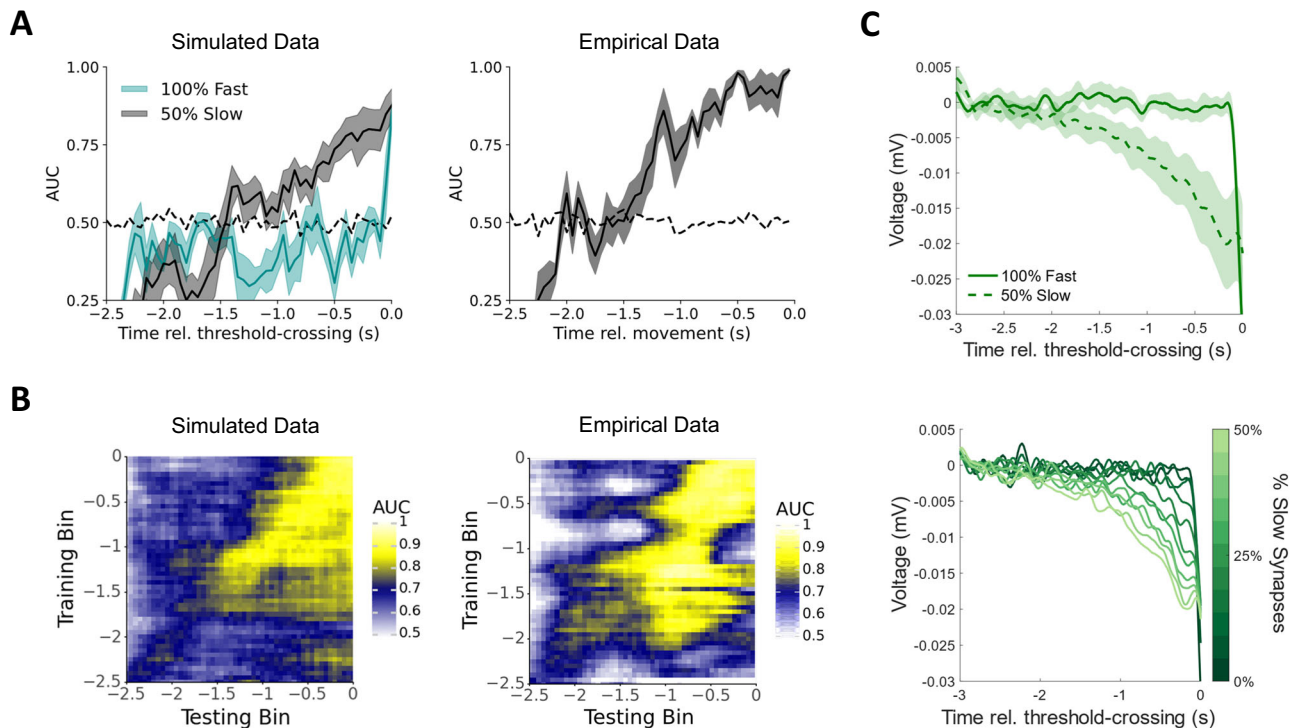 A
Simulated Data
1.00
0.75
0.50
0.25
AUC
100% Fast
50% Slow
−2.5 −2.0 −1.5 −1.0 −0.5 0.0
Time rel. threshold-crossing (s)
Empirical Data
1.00
0.75
0.50
0.25
AUC
−2.5 −2.0 −1.5 −1.0 −0.5 0.0
Time rel. movement (s)
C
0.005
0
-0.005
-0.01
-0.015
-0.02
-0.026
-0.03
Voltage (mV)
100% Fast
50% Slow
-3 -2.5 -2 -1.5 -1 -0.5 0
Time rel. threshold-crossing (s)
B
Simulated Data
0
−0.5
−1
−1.5
−2
−2.5
Training Bin
−2.5 −2 −1.5 −1 −0.5 0
Testing Bin
AUC
1
0.9
0.8
0.7
0.6
0.5
Empirical Data
0
−0.5
−1
−1.5
−2
−2.5
Training Bin
−2.5 −2 −1.5 −1 −0.5 0
Testing Bin
AUC
1
0.9
0.8
0.7
0.6
0.5
0.005
0
-0.005
-0.01
-0.015
-0.02
-0.026
-0.03
Voltage (mV)
-3 -2 -1 0
Time rel. threshold-crossing (s)
50%
25%
0%
% Slow Synapses